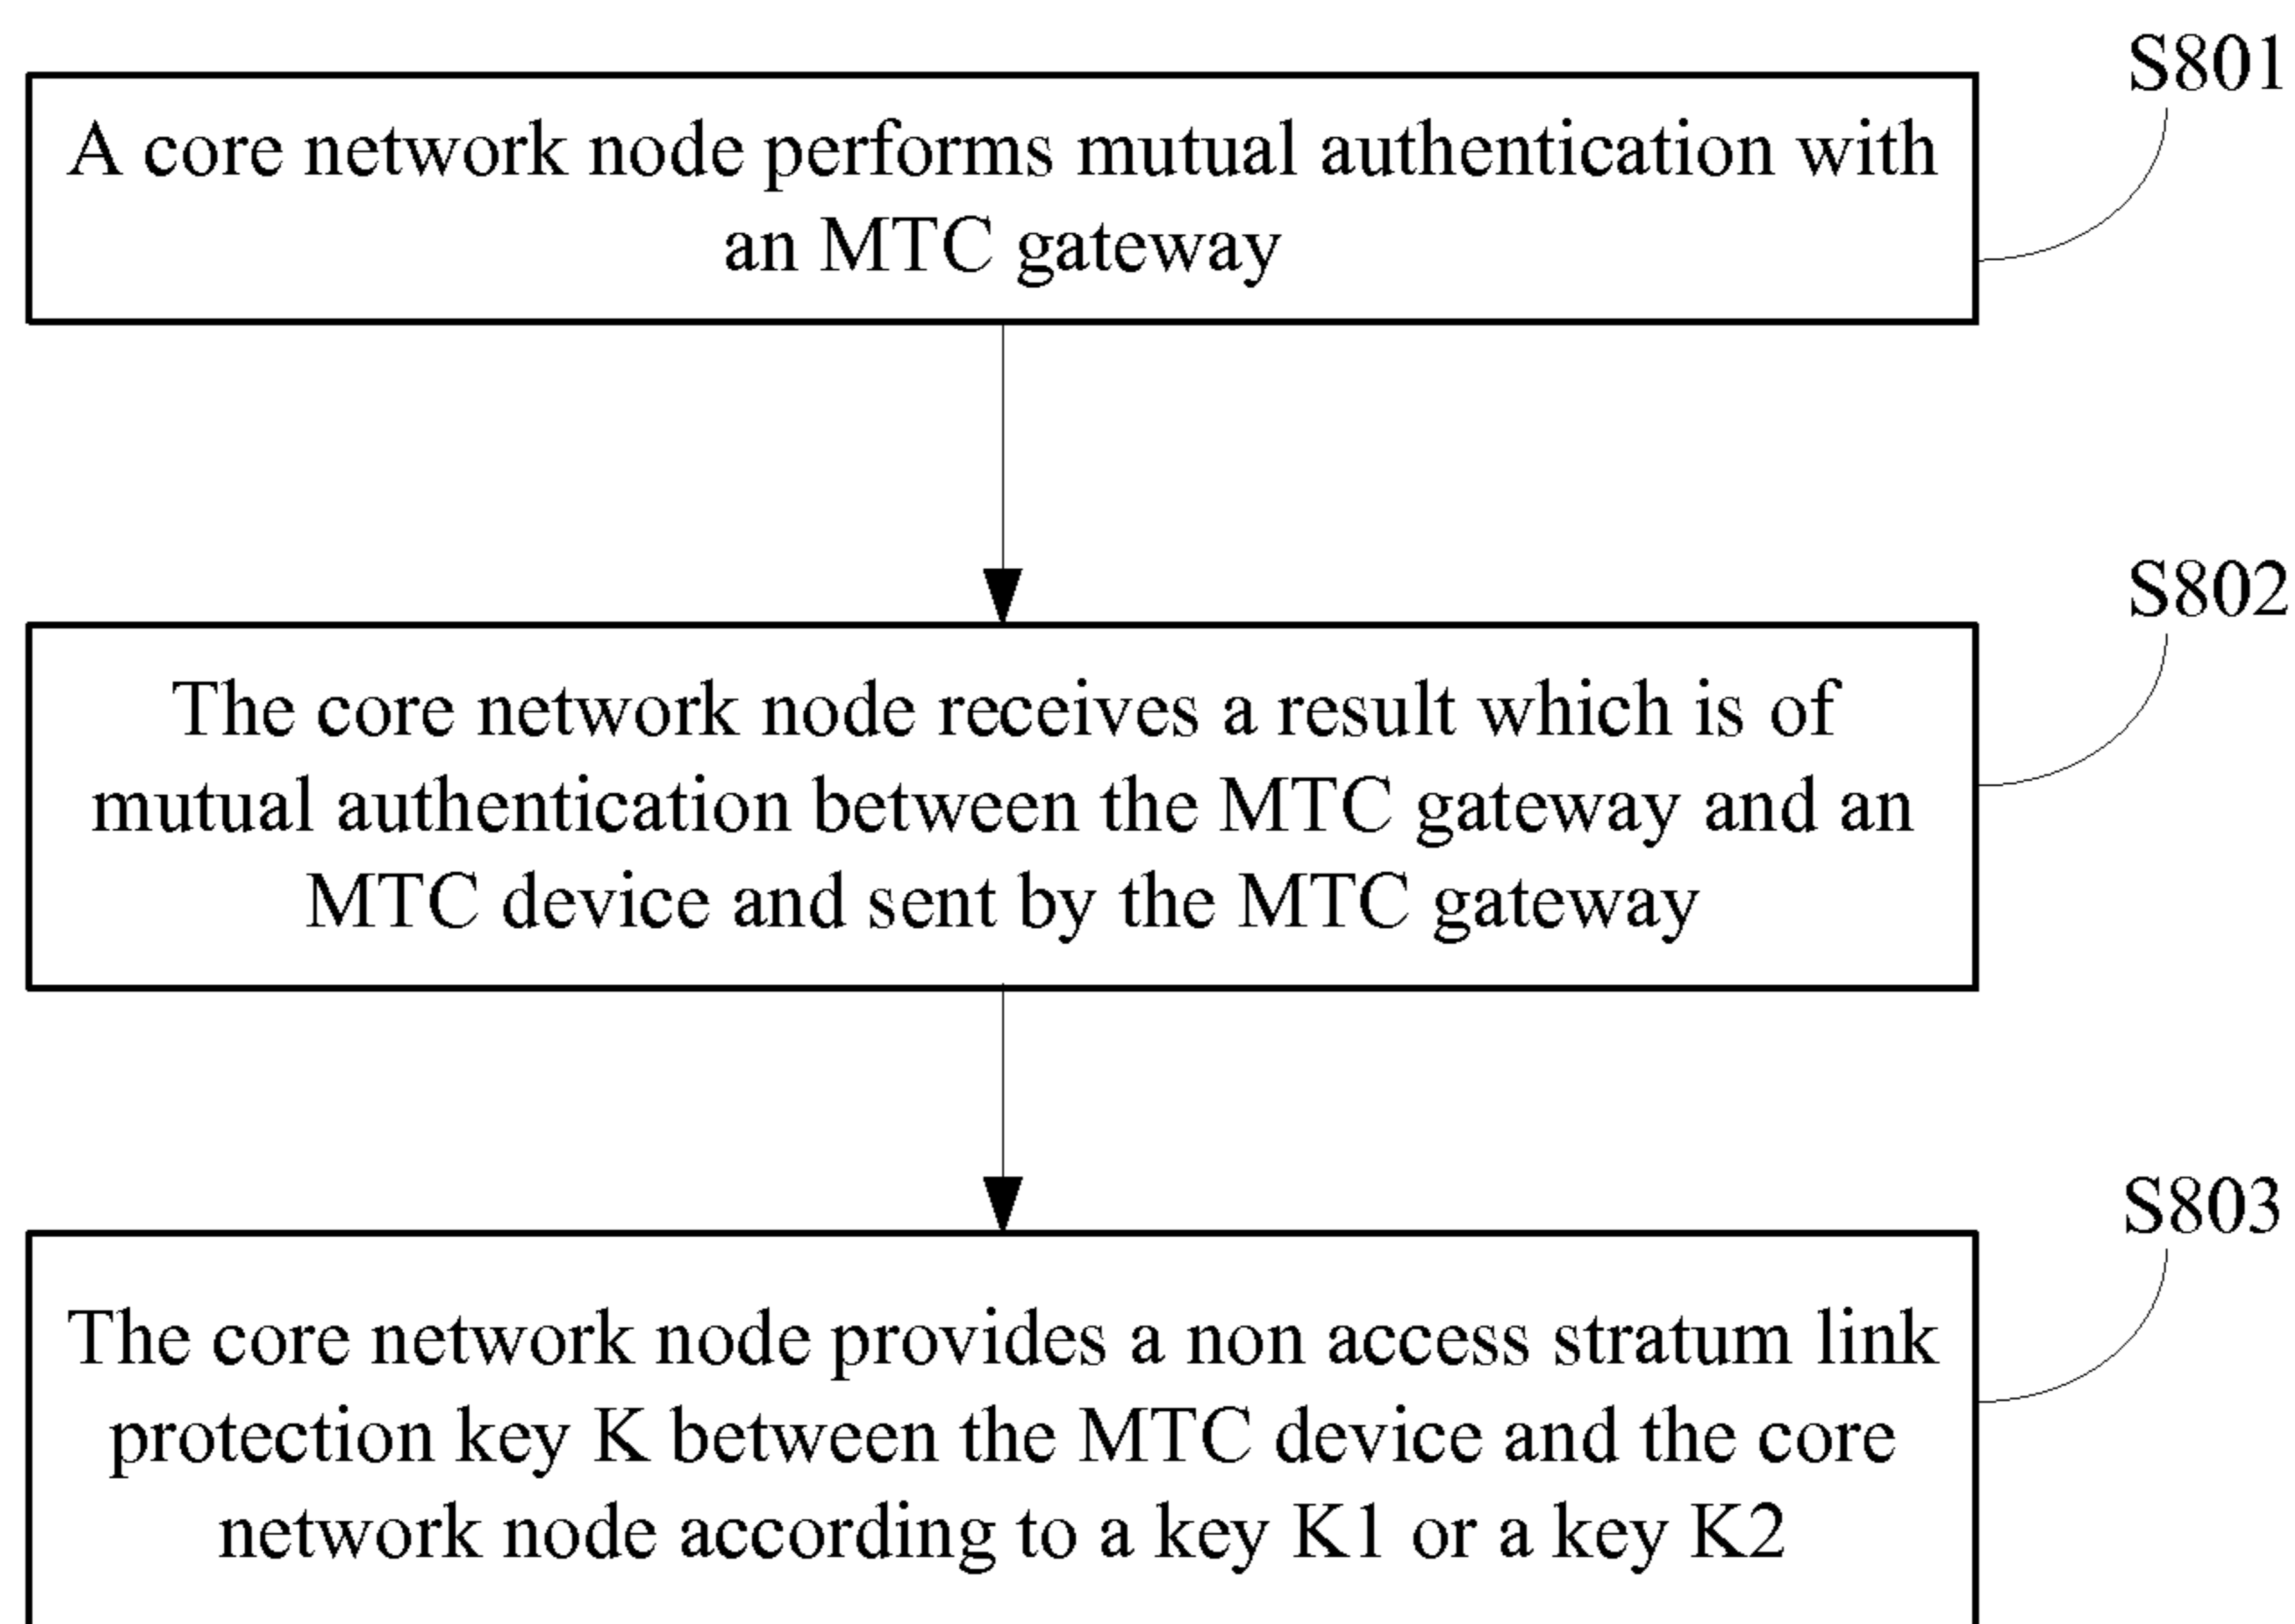 S801
A core network node performs mutual authentication with
an MTC gateway
S802
The core network node receives a result which is of
mutual authentication between the MTC gateway and an
MTC device and sent by the MTC gateway
S803
The core network node provides a non access stratum link
protection key K between the MTC device and the core
network node according to a key K1 or a key K2